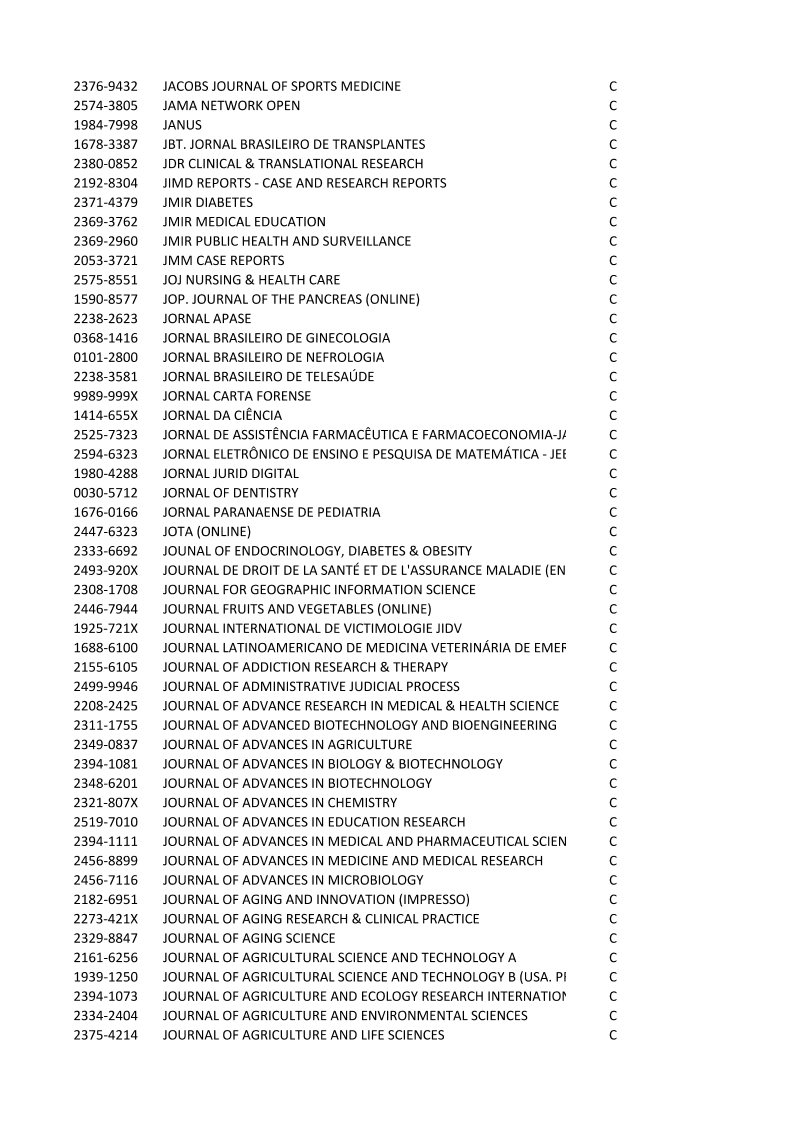 2376-9432 JACOBS JOURNAL OF SPORTS MEDICINE C
2574-3805 JAMA NETWORK OPEN C
1984-7998 JANUS C
1678-3387 JBT. JORNAL BRASILEIRO DE TRANSPLANTES C
2380-0852 JDR CLINICAL & TRANSLATIONAL RESEARCH C
2192-8304 JIMD REPORTS - CASE AND RESEARCH REPORTS C
2371-4379 JMIR DIABETES C
2369-3762 JMIR MEDICAL EDUCATION C
2369-2960 JMIR PUBLIC HEALTH AND SURVEILLANCE C
2053-3721 JMM CASE REPORTS C
2575-8551 JOJ NURSING & HEALTH CARE C
1590-8577 JOP. JOURNAL OF THE PANCREAS (ONLINE) C
2238-2623 JORNAL APASE C
0368-1416 JORNAL BRASILEIRO DE GINECOLOGIA C
0101-2800 JORNAL BRASILEIRO DE NEFROLOGIA C
2238-3581 JORNAL BRASILEIRO DE TELESAÚDE C
9989-999X JORNAL CARTA FORENSE C
1414-655X JORNAL DA CIÊNCIA C
2525-7323 JORNAL DE ASSISTÊNCIA FARMACÊUTICA E FARMACOECONOMIA-JA C
2594-6323 JORNAL ELETRÔNICO DE ENSINO E PESQUISA DE MATEMÁTICA - JEE C
1980-4288 JORNAL JURID DIGITAL C
0030-5712 JORNAL OF DENTISTRY C
1676-0166 JORNAL PARANAENSE DE PEDIATRIA C
2447-6323 JOTA (ONLINE) C
2333-6692 JOUNAL OF ENDOCRINOLOGY, DIABETES & OBESITY C
2493-920X JOURNAL DE DROIT DE LA SANTÉ ET DE L'ASSURANCE MALADIE (EN C
2308-1708 JOURNAL FOR GEOGRAPHIC INFORMATION SCIENCE C
2446-7944 JOURNAL FRUITS AND VEGETABLES (ONLINE) C
1925-721X JOURNAL INTERNATIONAL DE VICTIMOLOGIE JIDV C
1688-6100 JOURNAL LATINOAMERICANO DE MEDICINA VETERINÁRIA DE EMER C
2155-6105 JOURNAL OF ADDICTION RESEARCH & THERAPY C
2499-9946 JOURNAL OF ADMINISTRATIVE JUDICIAL PROCESS C
2208-2425 JOURNAL OF ADVANCE RESEARCH IN MEDICAL & HEALTH SCIENCE C
2311-1755 JOURNAL OF ADVANCED BIOTECHNOLOGY AND BIOENGINEERING C
2349-0837 JOURNAL OF ADVANCES IN AGRICULTURE C
2394-1081 JOURNAL OF ADVANCES IN BIOLOGY & BIOTECHNOLOGY C
2348-6201 JOURNAL OF ADVANCES IN BIOTECHNOLOGY C
2321-807X JOURNAL OF ADVANCES IN CHEMISTRY C
2519-7010 JOURNAL OF ADVANCES IN EDUCATION RESEARCH C
2394-1111 JOURNAL OF ADVANCES IN MEDICAL AND PHARMACEUTICAL SCIEN C
2456-8899 JOURNAL OF ADVANCES IN MEDICINE AND MEDICAL RESEARCH C
2456-7116 JOURNAL OF ADVANCES IN MICROBIOLOGY C
2182-6951 JOURNAL OF AGING AND INNOVATION (IMPRESSO) C
2273-421X JOURNAL OF AGING RESEARCH & CLINICAL PRACTICE C
2329-8847 JOURNAL OF AGING SCIENCE C
2161-6256 JOURNAL OF AGRICULTURAL SCIENCE AND TECHNOLOGY A C
1939-1250 JOURNAL OF AGRICULTURAL SCIENCE AND TECHNOLOGY B (USA. PR C
2394-1073 JOURNAL OF AGRICULTURE AND ECOLOGY RESEARCH INTERNATION C
2334-2404 JOURNAL OF AGRICULTURE AND ENVIRONMENTAL SCIENCES C
2375-4214 JOURNAL OF AGRICULTURE AND LIFE SCIENCES C